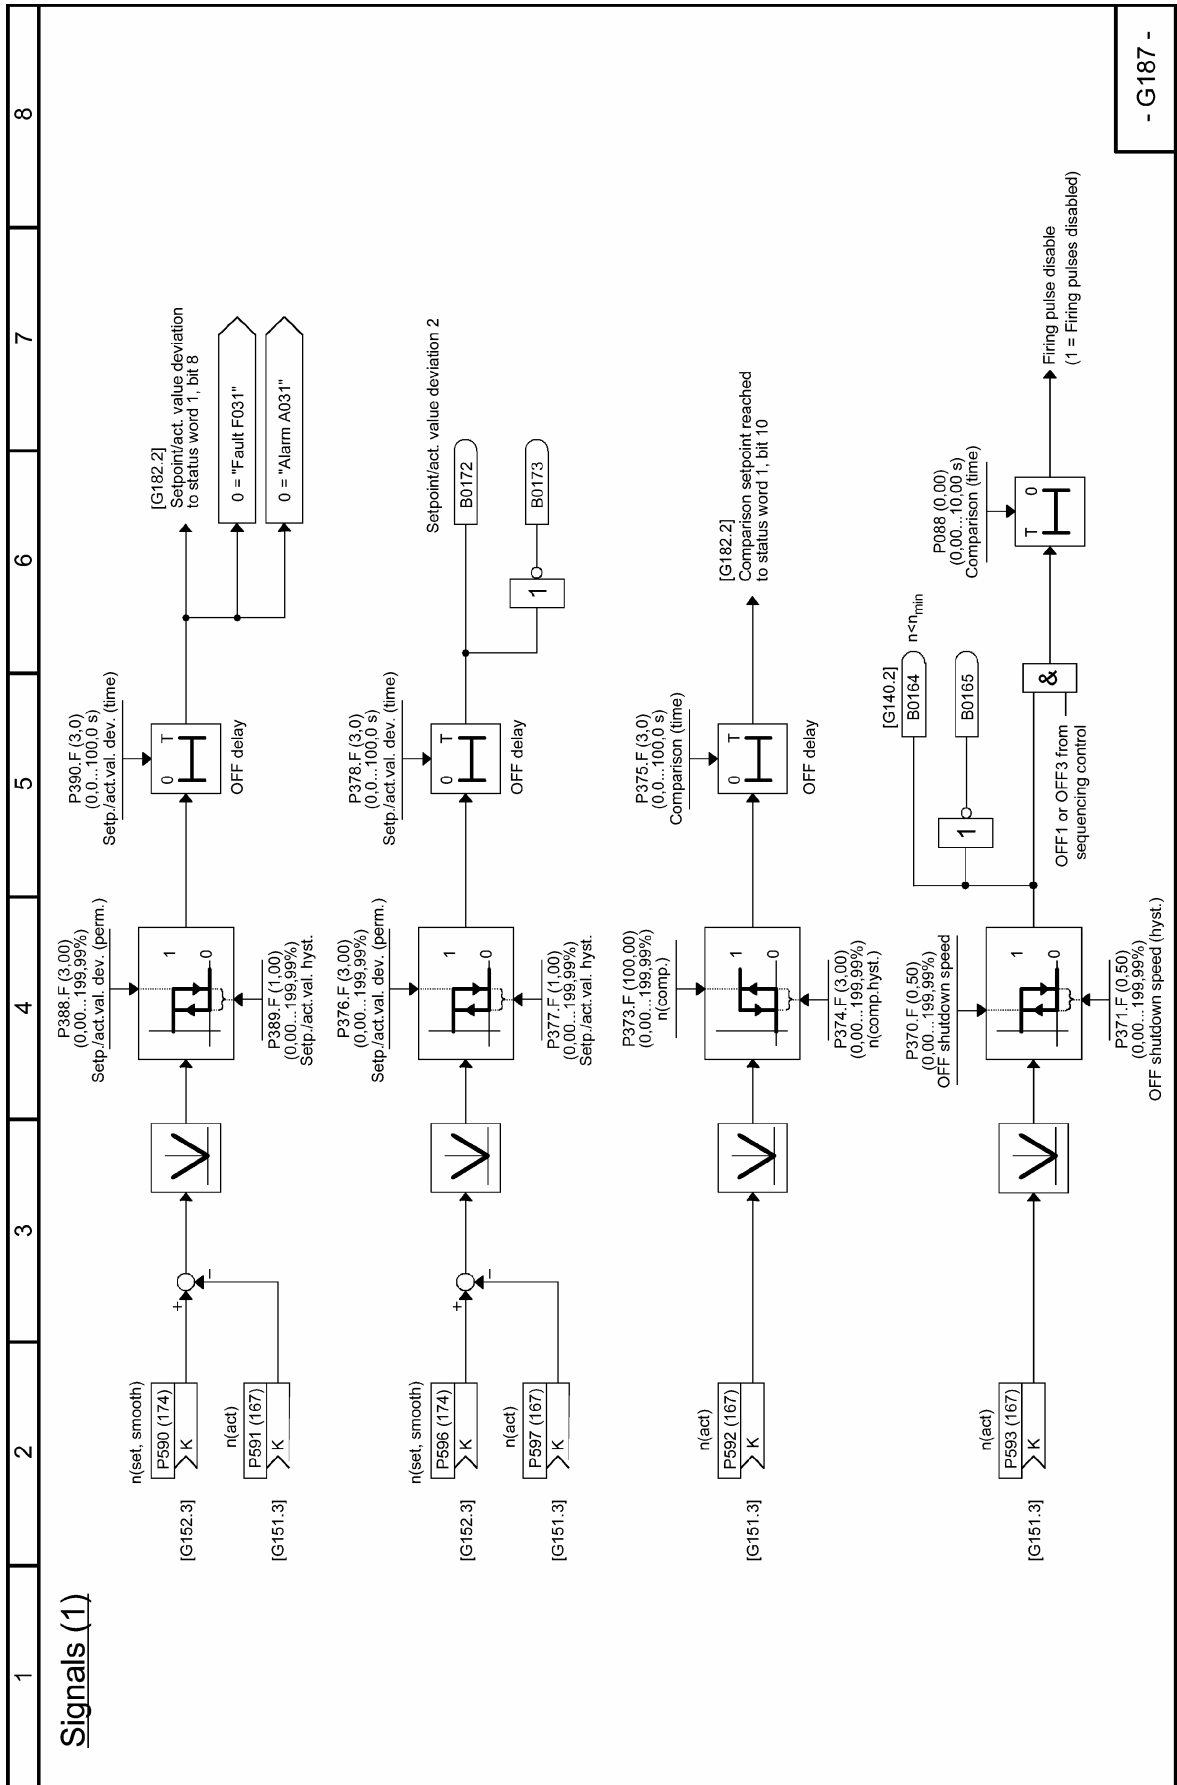 1
2
3
4
5
6
7
8
Signals (1)
[G152.3]
n(set, smooth)
P590 (174)
K
[G151.3]
n(act)
P591 (167)
K
+
–
P388.F (3,00)
(0,00...199,99%)
Setp./act.val. dev. (perm.)
1
0
P389.F (1,00)
(0,00...199,99%)
Setp./act.val. hyst.
P390.F (3,0)
(0,0...100,0 s)
Setp./act.val. dev. (time)
0 T
OFF delay
[G182.2]
Setpoint/act. value deviation
to status word 1, bit 8
0 = "Fault F031"
0 = "Alarm A031"
[G152.3]
n(set, smooth)
P596 (174)
K
[G151.3]
n(act)
P597 (167)
K
+
–
P376.F (3,00)
(0,00...199,99%)
Setp./act.val. dev. (perm.)
1
0
P377.F (1,00)
(0,00...199,99%)
Setp./act.val. hyst.
P378.F (3,0)
(0,0...100,0 s)
Setp./act.val. dev. (time)
0 T
OFF delay
Setpoint/act. value deviation 2
B0172
1
B0173
[G151.3]
n(act)
P592 (167)
K
P373.F (100,00)
(0,00...199,99%)
n(comp.)
1
0
P374.F (3,00)
(0,00...199,99%)
n(comp.hyst.)
P375.F (3,0)
(0,0...100,0 s)
Comparison (time)
0 T
OFF delay
[G182.2]
Comparison setpoint reached
to status word 1, bit 10
[G151.3]
n(act)
P593 (167)
K
P370.F (0,50)
(0,00...199,99%)
OFF shutdown speed
1
0
P371.F (0,50)
(0,00...199,99%)
OFF shutdown speed (hyst.)
[G140.2]
B0164
n<nmin
1
B0165
&
OFF1 or OFF3 from
sequencing control
P088 (0,00)
(0,00...10,00 s)
Comparison (time)
T 0
Firing pulse disable
(1 = Firing pulses disabled)
- G187 -